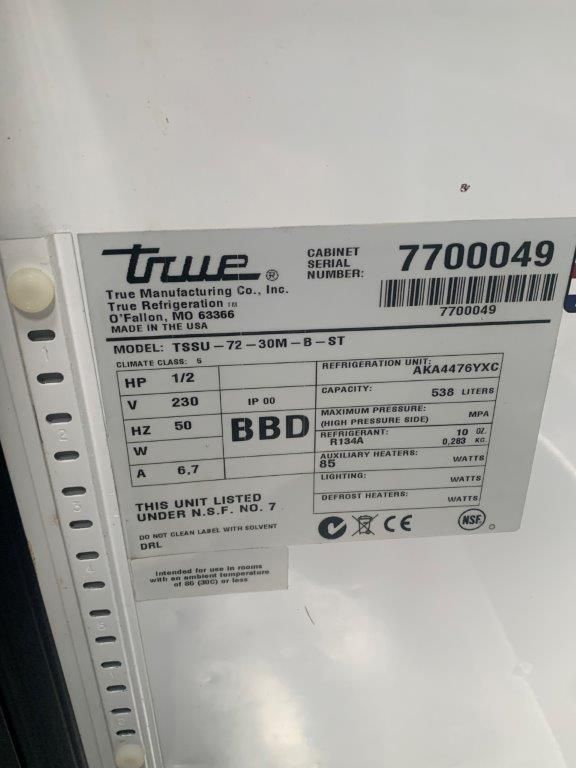 true ®
CABINET SERIAL NUMBER: 7700049
7700049
True Manufacturing Co., Inc.
True Refrigeration TM
O'Fallon, MO 63366
MADE IN THE USA
MODEL: TSSU-72-30M-B-ST
CLIMATE CLASS: 5
HP 1/2
V 230
HZ 50
W
A 6,7
IP 00
BBD
REFRIGERATION UNIT: AKA4476YXC
CAPACITY: 538 LITERS
MAXIMUM PRESSURE: MPA
(HIGH PRESSURE SIDE)
REFRIGERANT: 10 OZ.
R134A 0,283 KG.
AUXILIARY HEATERS:
85 WATTS
LIGHTING: WATTS
DEFROST HEATERS: WATTS
THIS UNIT LISTED
UNDER N.S.F. NO. 7
DO NOT CLEAN LABEL WITH SOLVENT
DRL
CE
NSF
Intended for use in rooms
with an ambient temperature
of 86 (30C) or less
1
2
3
4
5